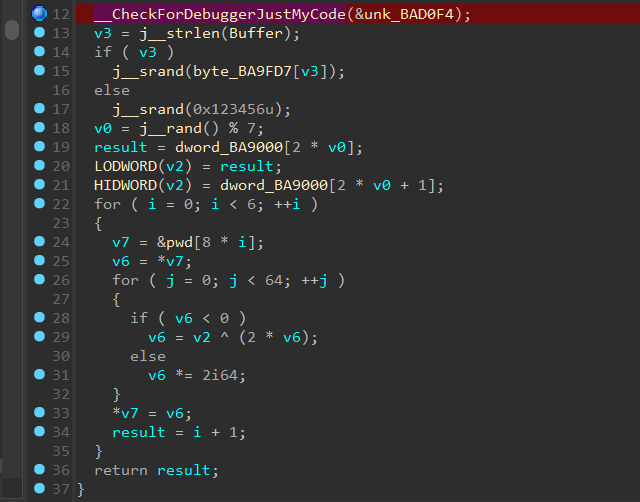 12 __CheckForDebuggerJustMyCode(&unk_BAD0F4);
13 v3 = j__strlen(Buffer);
14 if ( v3 )
15 j__srand(byte_BA9FD7[v3]);
16 else
17 j__srand(0x123456u);
18 v0 = j__rand() % 7;
19 result = dword_BA9000[2 * v0];
20 LODWORD(v2) = result;
21 HIDWORD(v2) = dword_BA9000[2 * v0 + 1];
22 for ( i = 0; i < 6; ++i )
23 {
24 v7 = &pwd[8 * i];
25 v6 = *v7;
26 for ( j = 0; j < 64; ++j )
27 {
28 if ( v6 < 0 )
29 v6 = v2 ^ (2 * v6);
30 else
31 v6 *= 2i64;
32 }
33 *v7 = v6;
34 result = i + 1;
35 }
36 return result;
37 }